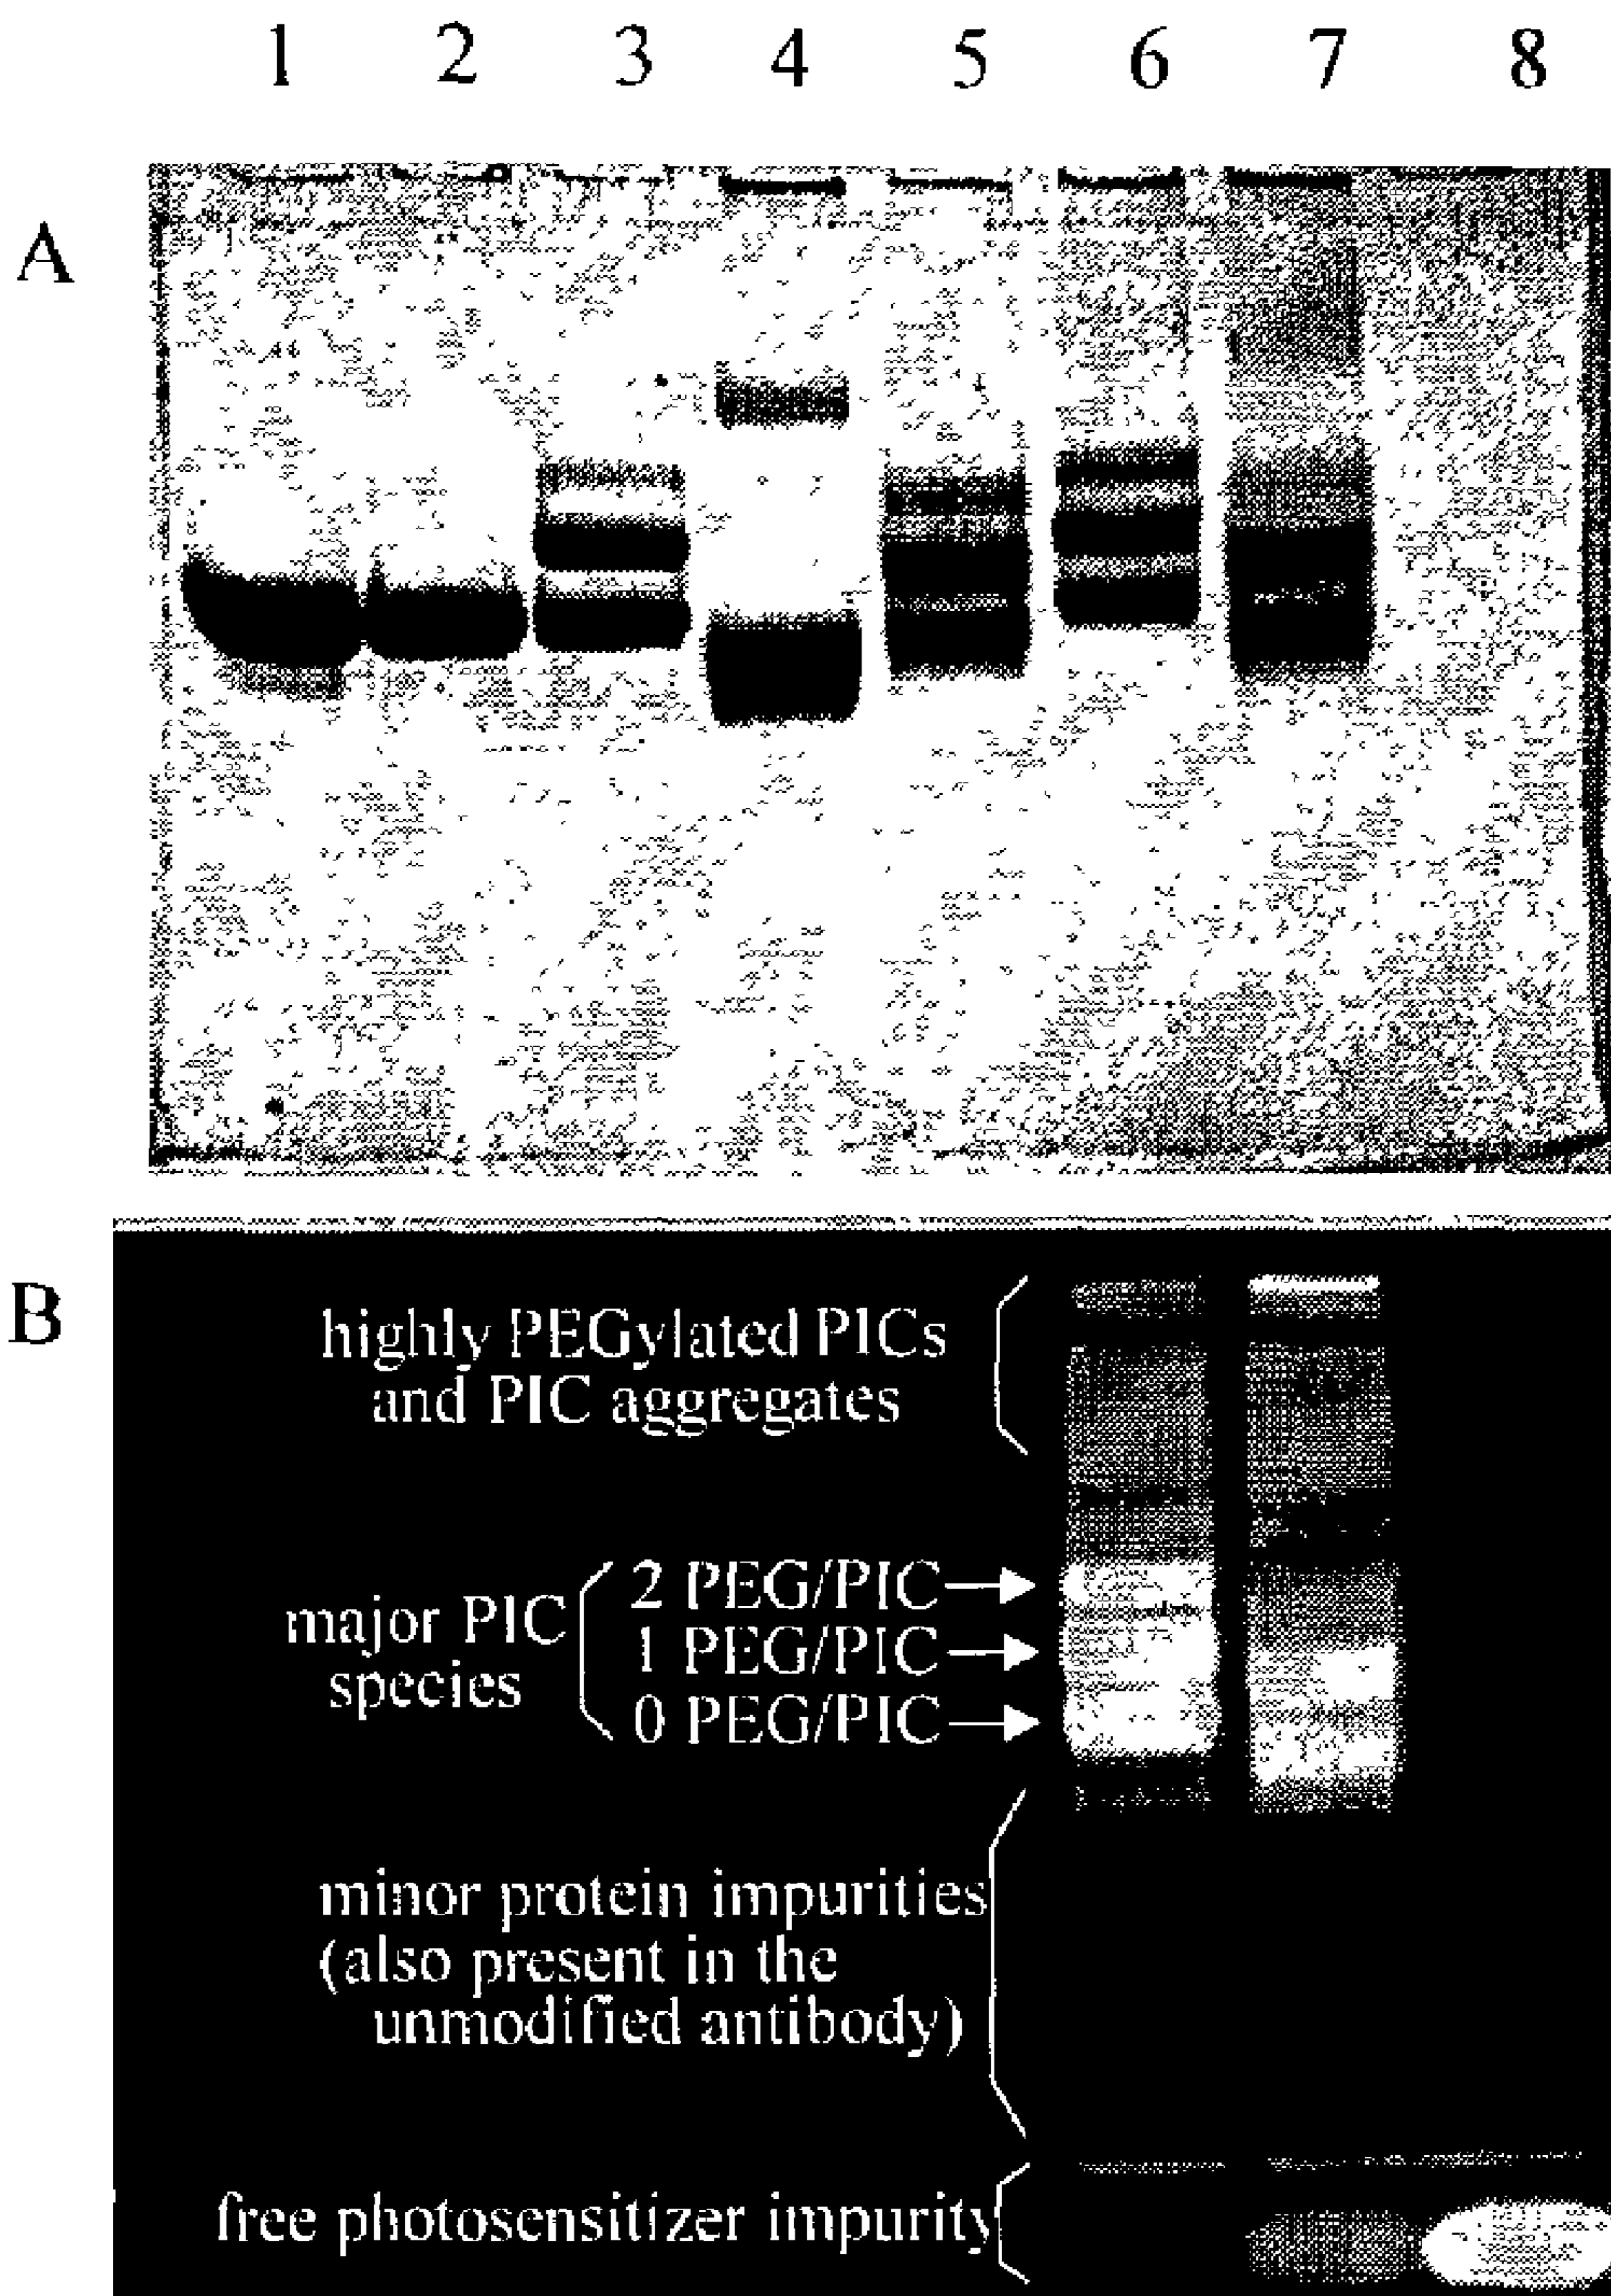 1 2 3 4 5 6 7 8
A
B
highly PEGylated PICs
and PIC aggregates
major PIC
species
2 PEG/PIC
1 PEG/PIC
0 PEG/PIC
minor protein impurities
(also present in the
unmodified antibody)
free photosensitizer impurity